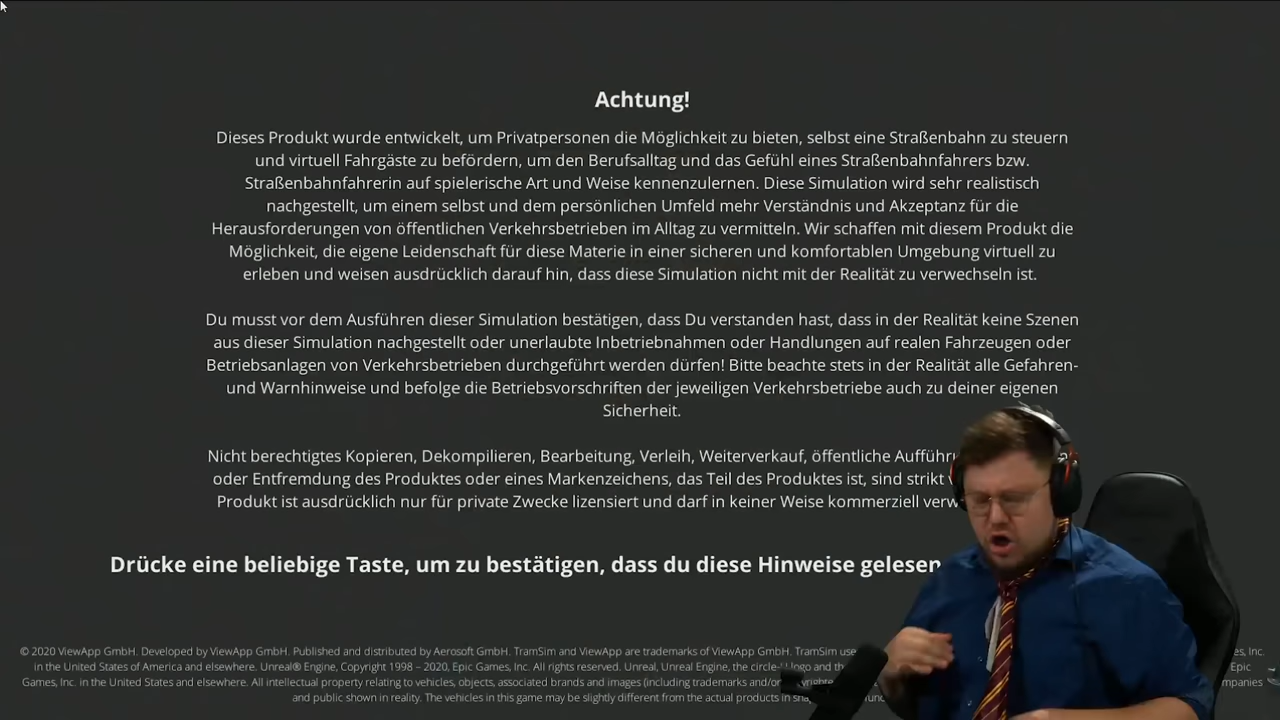 Achtung!
Dieses Produkt wurde entwickelt, um Privatpersonen die Möglichkeit zu bieten, selbst eine Straßenbahn zu steuern
und virtuell Fahrgäste zu befördern, um den Berufsalltag und das Gefühl eines Straßenbahnfahrers bzw.
Straßenbahnfahrerin auf spielerische Art und Weise kennenzulernen. Diese Simulation wird sehr realistisch
nachgestellt, um einem selbst und dem persönlichen Umfeld mehr Verständnis und Akzeptanz für die
Herausforderungen von öffentlichen Verkehrsbetrieben im Alltag zu vermitteln. Wir schaffen mit diesem Produkt die
Möglichkeit, die eigene Leidenschaft für diese Materie in einer sicheren und komfortablen Umgebung virtuell zu
erleben und weisen ausdrücklich darauf hin, dass diese Simulation nicht mit der Realität zu verwechseln ist.
Du musst vor dem Ausführen dieser Simulation bestätigen, dass Du verstanden hast, dass in der Realität keine Szenen
aus dieser Simulation nachgestellt oder unerlaubte Inbetriebnahmen oder Handlungen auf realen Fahrzeugen oder
Betriebsanlagen von Verkehrsbetrieben durchgeführt werden dürfen! Bitte beachte stets in der Realität alle Gefahren-
und Warnhinweise und befolge die Betriebsvorschriften der jeweiligen Verkehrsbetriebe auch zu deiner eigenen
Sicherheit.
Nicht berechtigtes Kopieren, Dekompilieren, Bearbeitung, Verleih, Weiterverkauf, öffentliche
oder Entfremdung des Produktes oder eines Markenzeichens, das Teil des Produktes ist, sind strikt
Produkt ist ausdrücklich nur für private Zwecke lizensiert und darf in keiner Weise kommerziell
Drücke eine beliebige Taste, um zu bestätigen, dass du diese Hinweise gelesen
© 2020 ViewApp GmbH. Developed by ViewApp GmbH. Published and distributed by Aerosoft GmbH. TramSim and ViewApp are trademarks of ViewApp GmbH. TramSim Inc.
in the United States of America and elsewhere. Unreal® Engine, Copyright 1998 – 2020, Epic Games, Inc. All rights reserved. Unreal, Unreal Engine, the logo and Epic
Games, Inc. in the United States of America and elsewhere. All intellectual property relating to vehicles, objects, associated brands and images (including trademarks
and public shown in reality. The vehicles in this game may be slightly different from the actual products in